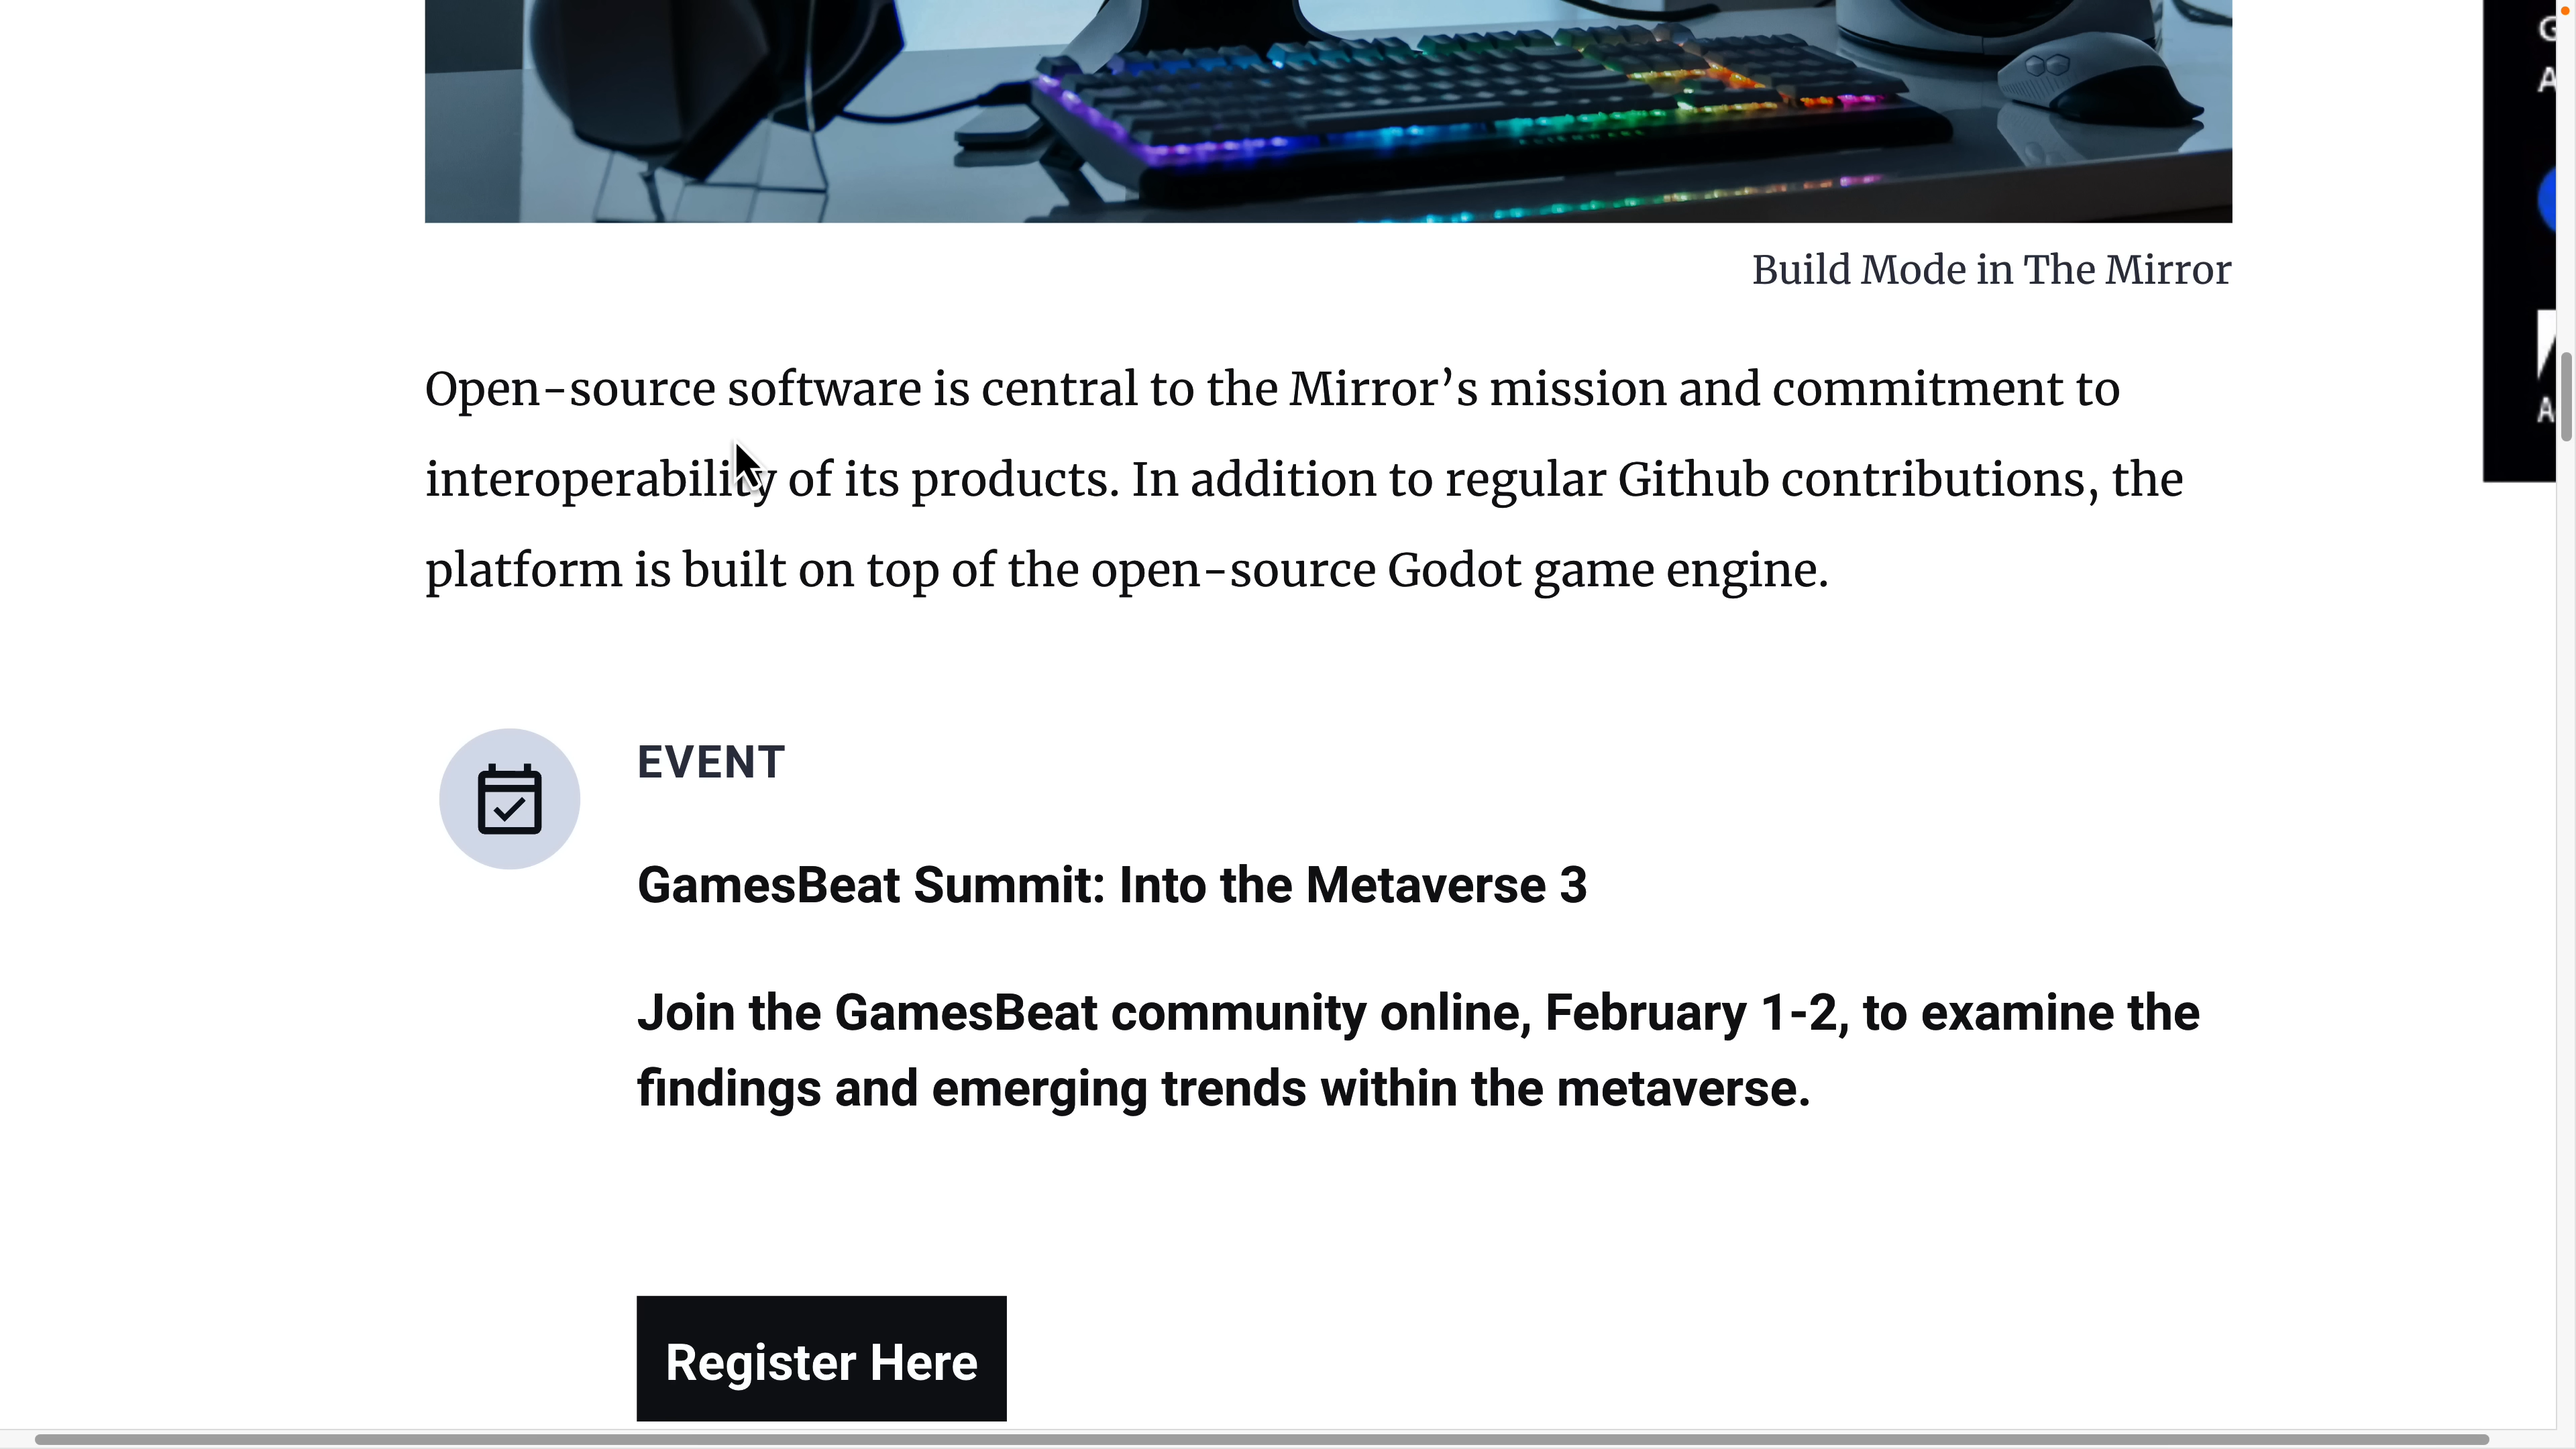 Build Mode in The Mirror
Open-source software is central to the Mirror’s mission and commitment to
interoperability of its products. In addition to regular Github contributions, the
platform is built on top of the open-source Godot game engine.
EVENT
GamesBeat Summit: Into the Metaverse 3
Join the GamesBeat community online, February 1-2, to examine the
findings and emerging trends within the metaverse.
Register Here